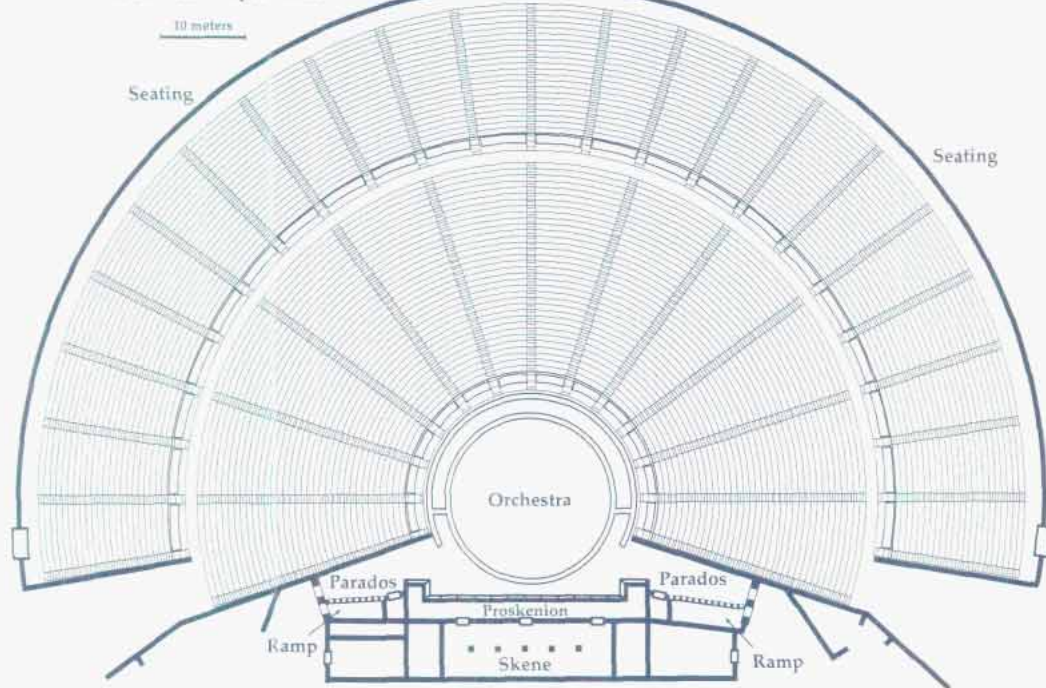 10 meters
Seating
Seating
Orchestra
Parados
Parados
Proskenion
Ramp
Skene
Ramp